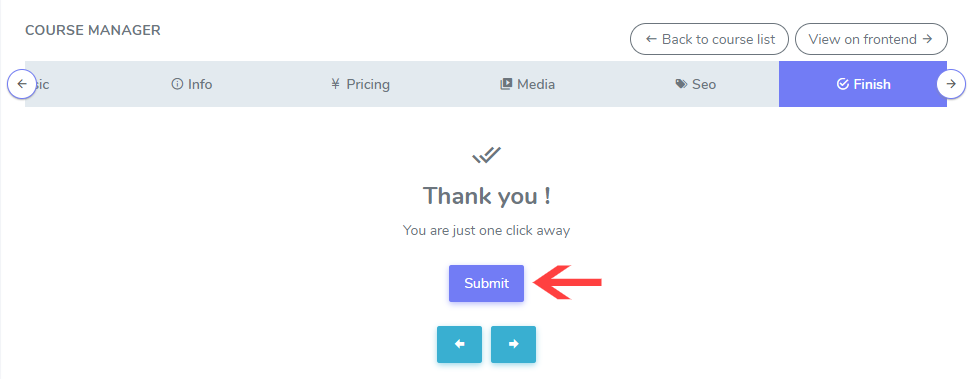 COURSE MANAGER
← Back to course list
View on frontend →
sic
Info
¥ Pricing
Media
Seo
Finish
Thank you !
You are just one click away
Submit